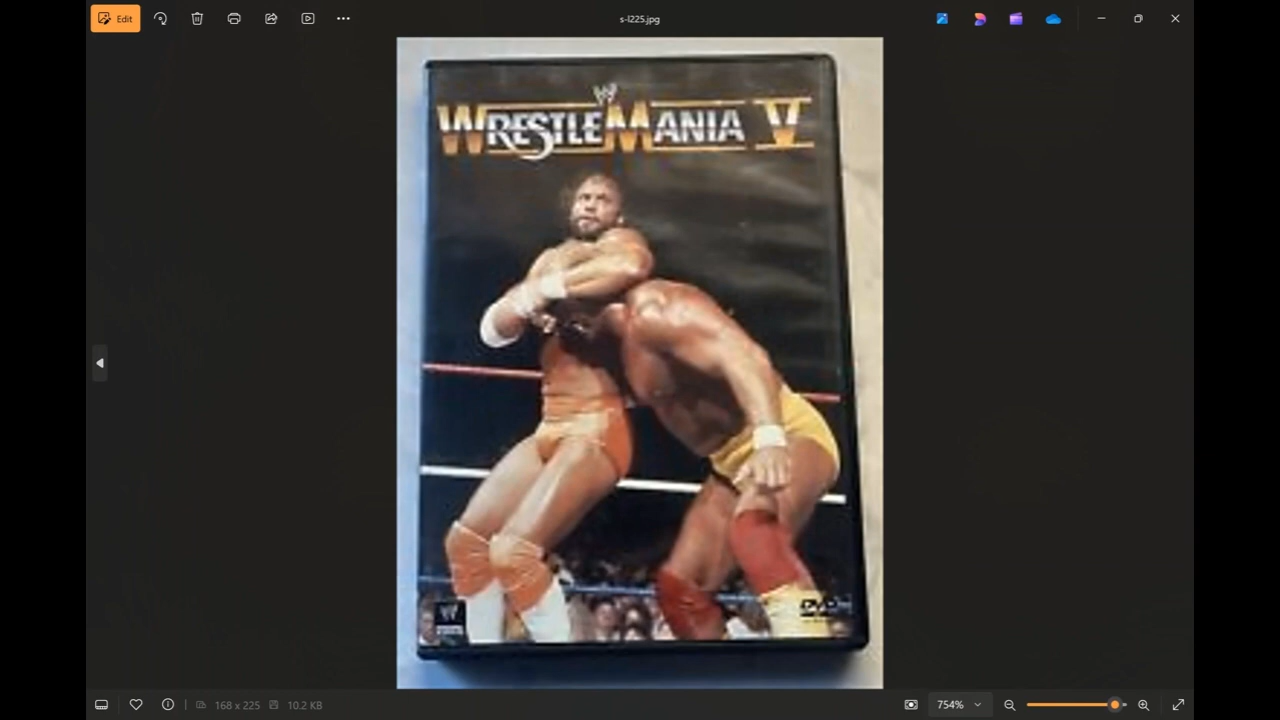 Edit
s-l225.jpg
W
WRESTLEMANIA V
W
DVD
168 x 225
10.2 KB
754%